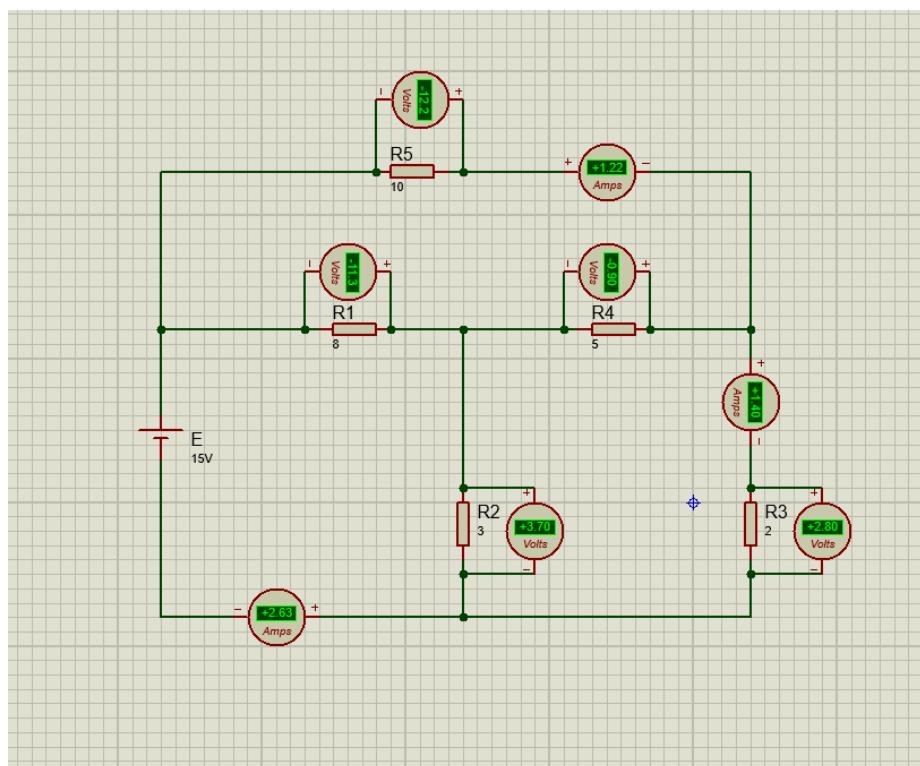 -12.2
Volts
R5
10
+1.22
Amps
-11.3
Volts
R1
8
-0.90
Volts
R4
5
+1.40
Amps
E
15V
R2
3
+3.70
Volts
R3
2
+2.80
Volts
+2.63
Amps